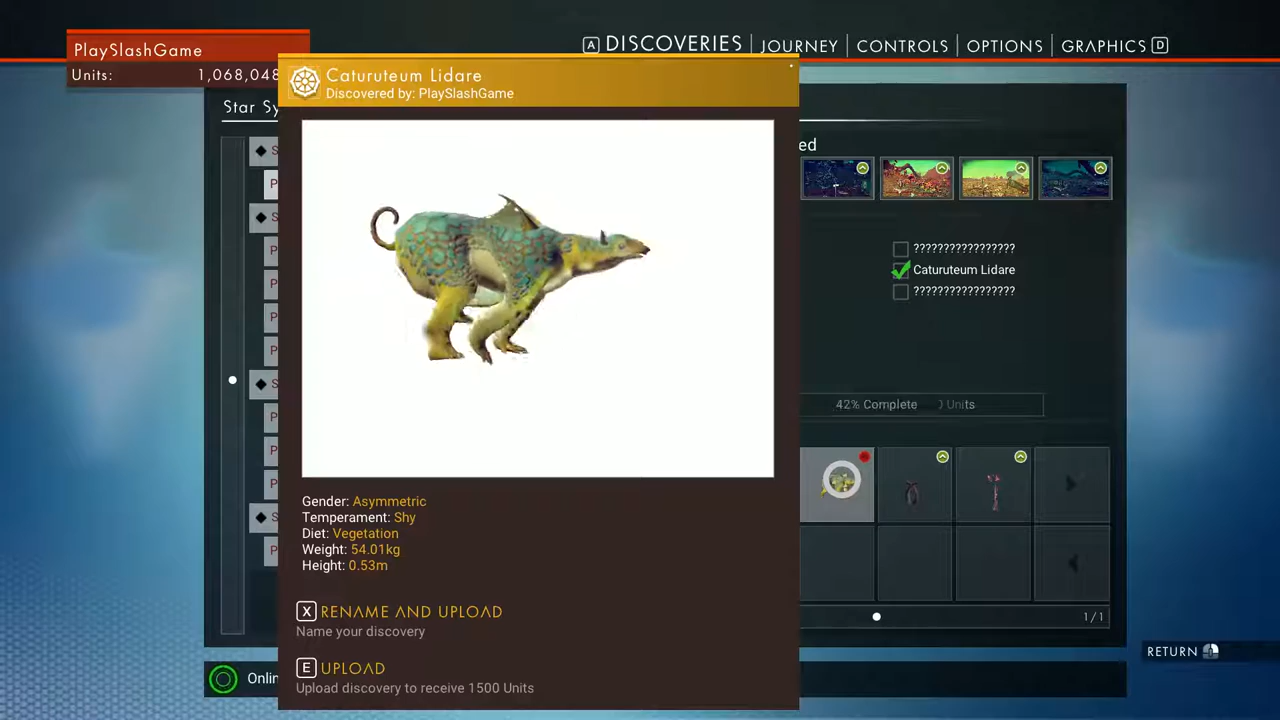 PlaySlashGame
Units: 1,068,048
A DISCOVERIES JOURNEY CONTROLS OPTIONS GRAPHICS D
Star Sy
Caturuteum Lidare
Discovered by: PlaySlashGame
ed
S
P
S
P
P
P
P
S
P
P
P
S
P
?????????????????
Caturuteum Lidare
?????????????????
42% Complete Units
Gender: Asymmetric
Temperament: Shy
Diet: Vegetation
Weight: 54.01kg
Height: 0.53m
X RENAME AND UPLOAD
Name your discovery
E UPLOAD
Upload discovery to receive 1500 Units
1/1
RETURN
Onlin